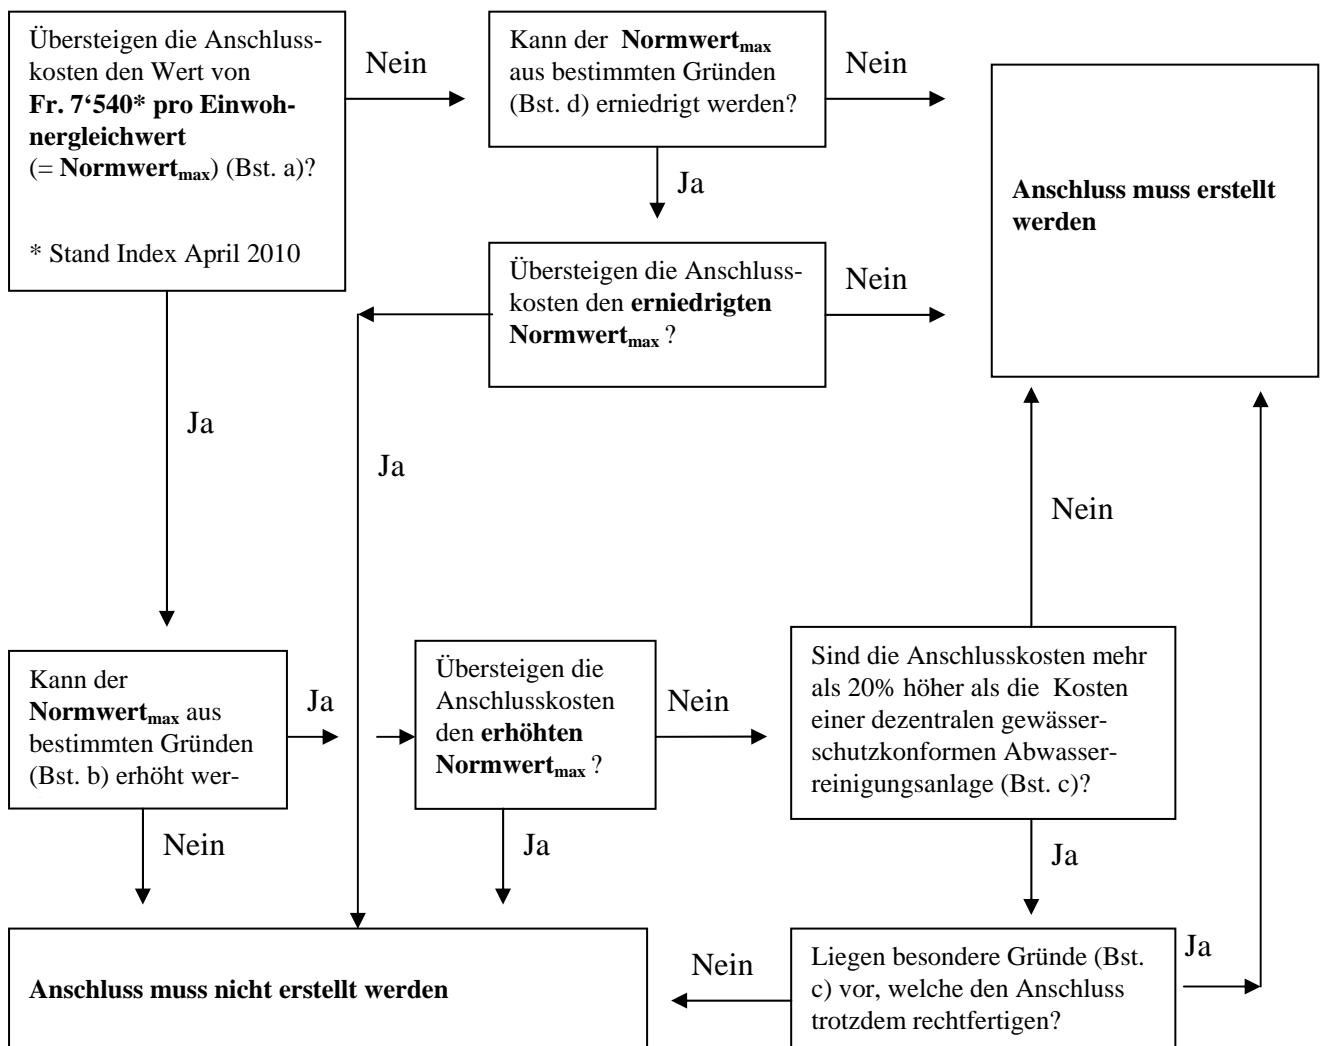 Übersteigen die Anschluss-
kosten den Wert von
Fr. 7‘540* pro Einwoh-
nergleichwert
(= Normwertmax) (Bst. a)?
* Stand Index April 2010
Nein
Kann der Normwertmax
aus bestimmten Gründen
(Bst. d) erniedrigt werden?
Nein
Anschluss muss erstellt
werden
Ja
Übersteigen die Anschluss-
kosten den erniedrigten
Normwertmax ?
Nein
Ja
Ja
Nein
Kann der
Normwertmax aus
bestimmten Gründen
(Bst. b) erhöht wer-
Ja
Übersteigen die
Anschlusskosten
den erhöhten
Normwertmax ?
Nein
Sind die Anschlusskosten mehr
als 20% höher als die Kosten
einer dezentralen gewässer-
schutzkonformen Abwasser-
reinigungsanlage (Bst. c)?
Nein
Ja
Ja
Anschluss muss nicht erstellt werden
Nein
Liegen besondere Gründe (Bst.
c) vor, welche den Anschluss
trotzdem rechtfertigen?
Ja